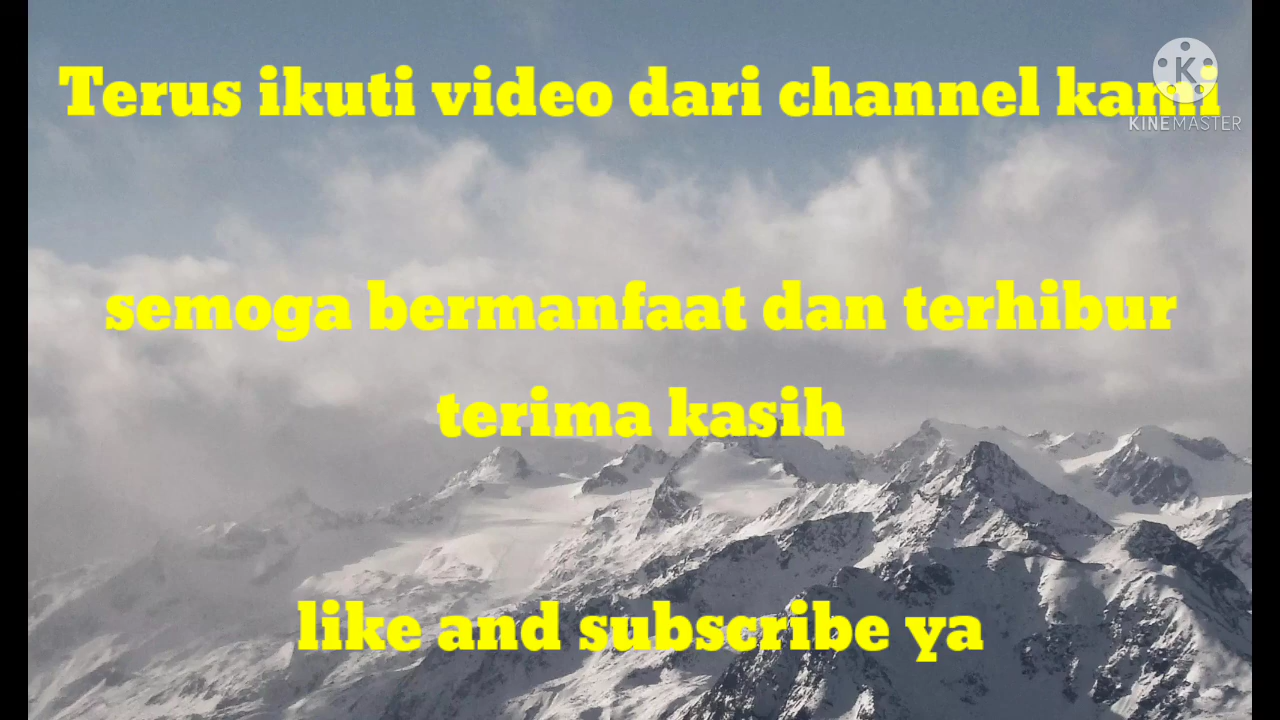 Terus ikuti video dari channel kami
K
KINEMASTER
semoga bermanfaat dan terhibur
terima kasih
like and subscribe ya